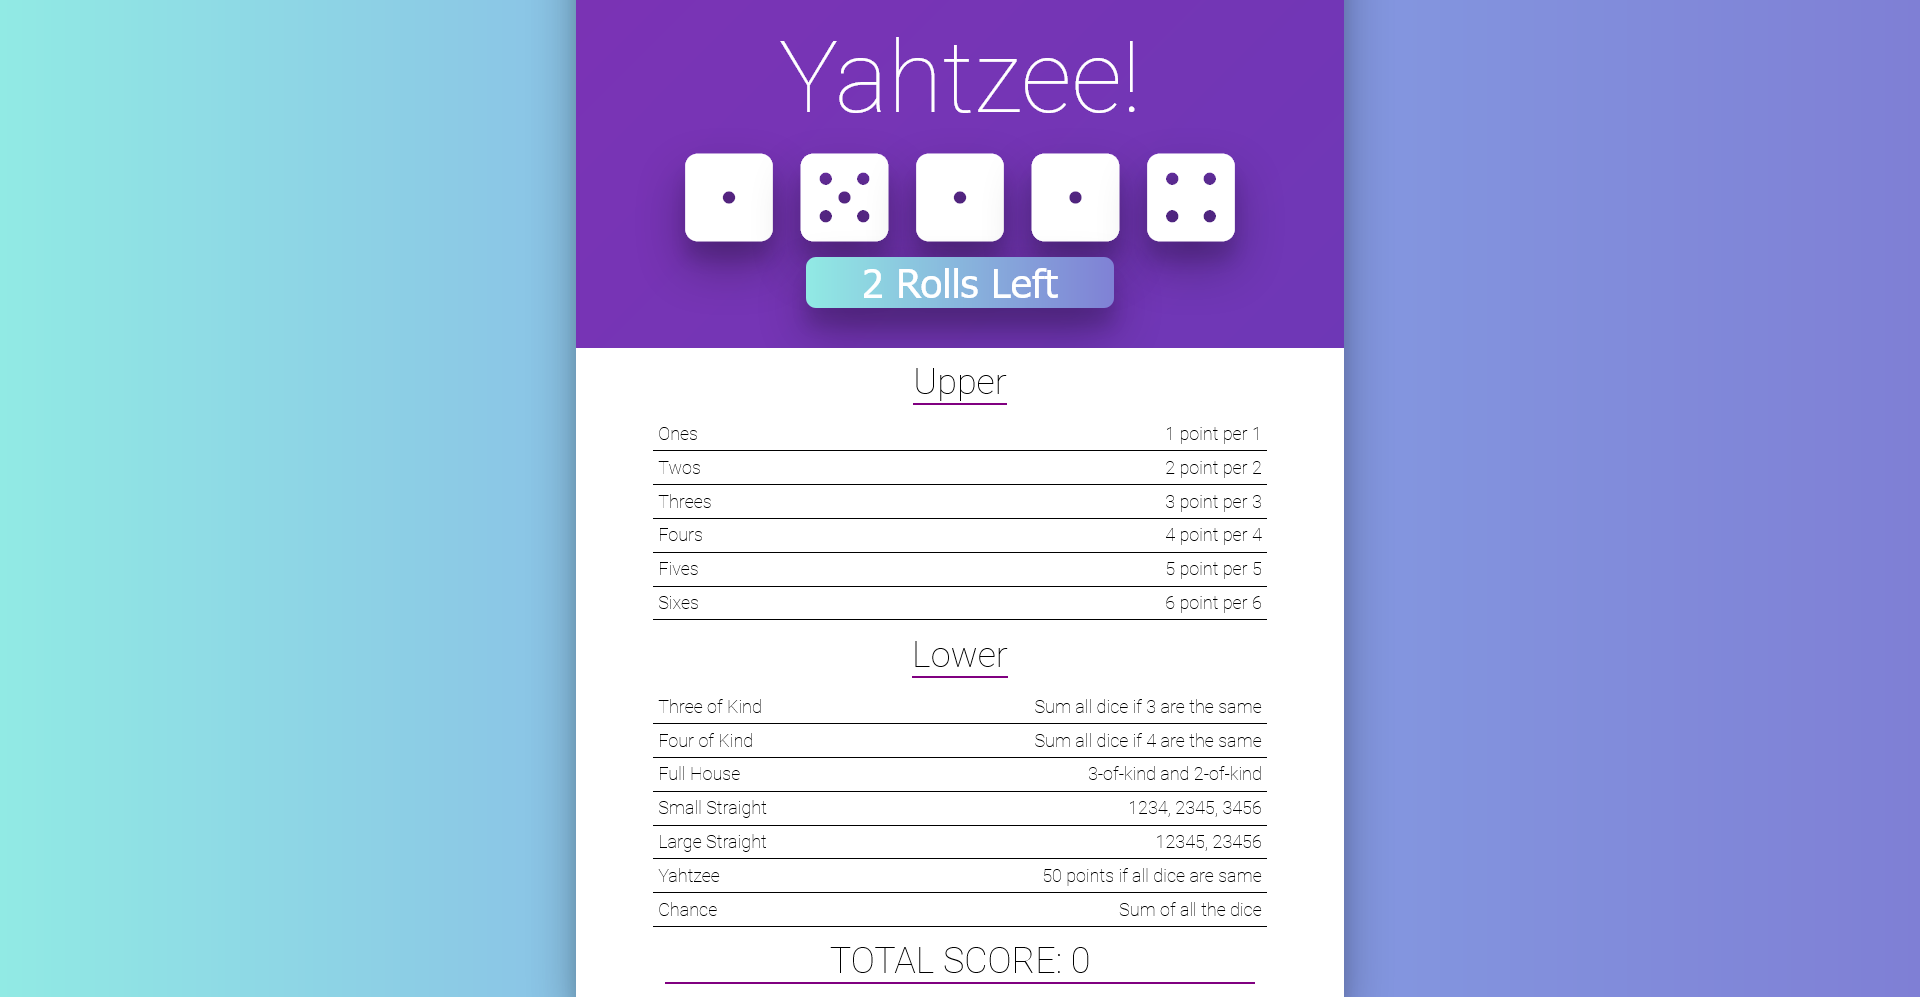 Yahtzee!
2 Rolls Left
Upper
Ones 1 point per 1
Twos 2 point per 2
Threes 3 point per 3
Fours 4 point per 4
Fives 5 point per 5
Sixes 6 point per 6
Lower
Three of Kind Sum all dice if 3 are the same
Four of Kind Sum all dice if 4 are the same
Full House 3-of-kind and 2-of-kind
Small Straight 1234, 2345, 3456
Large Straight 12345, 23456
Yahtzee 50 points if all dice are same
Chance Sum of all the dice
TOTAL SCORE: 0